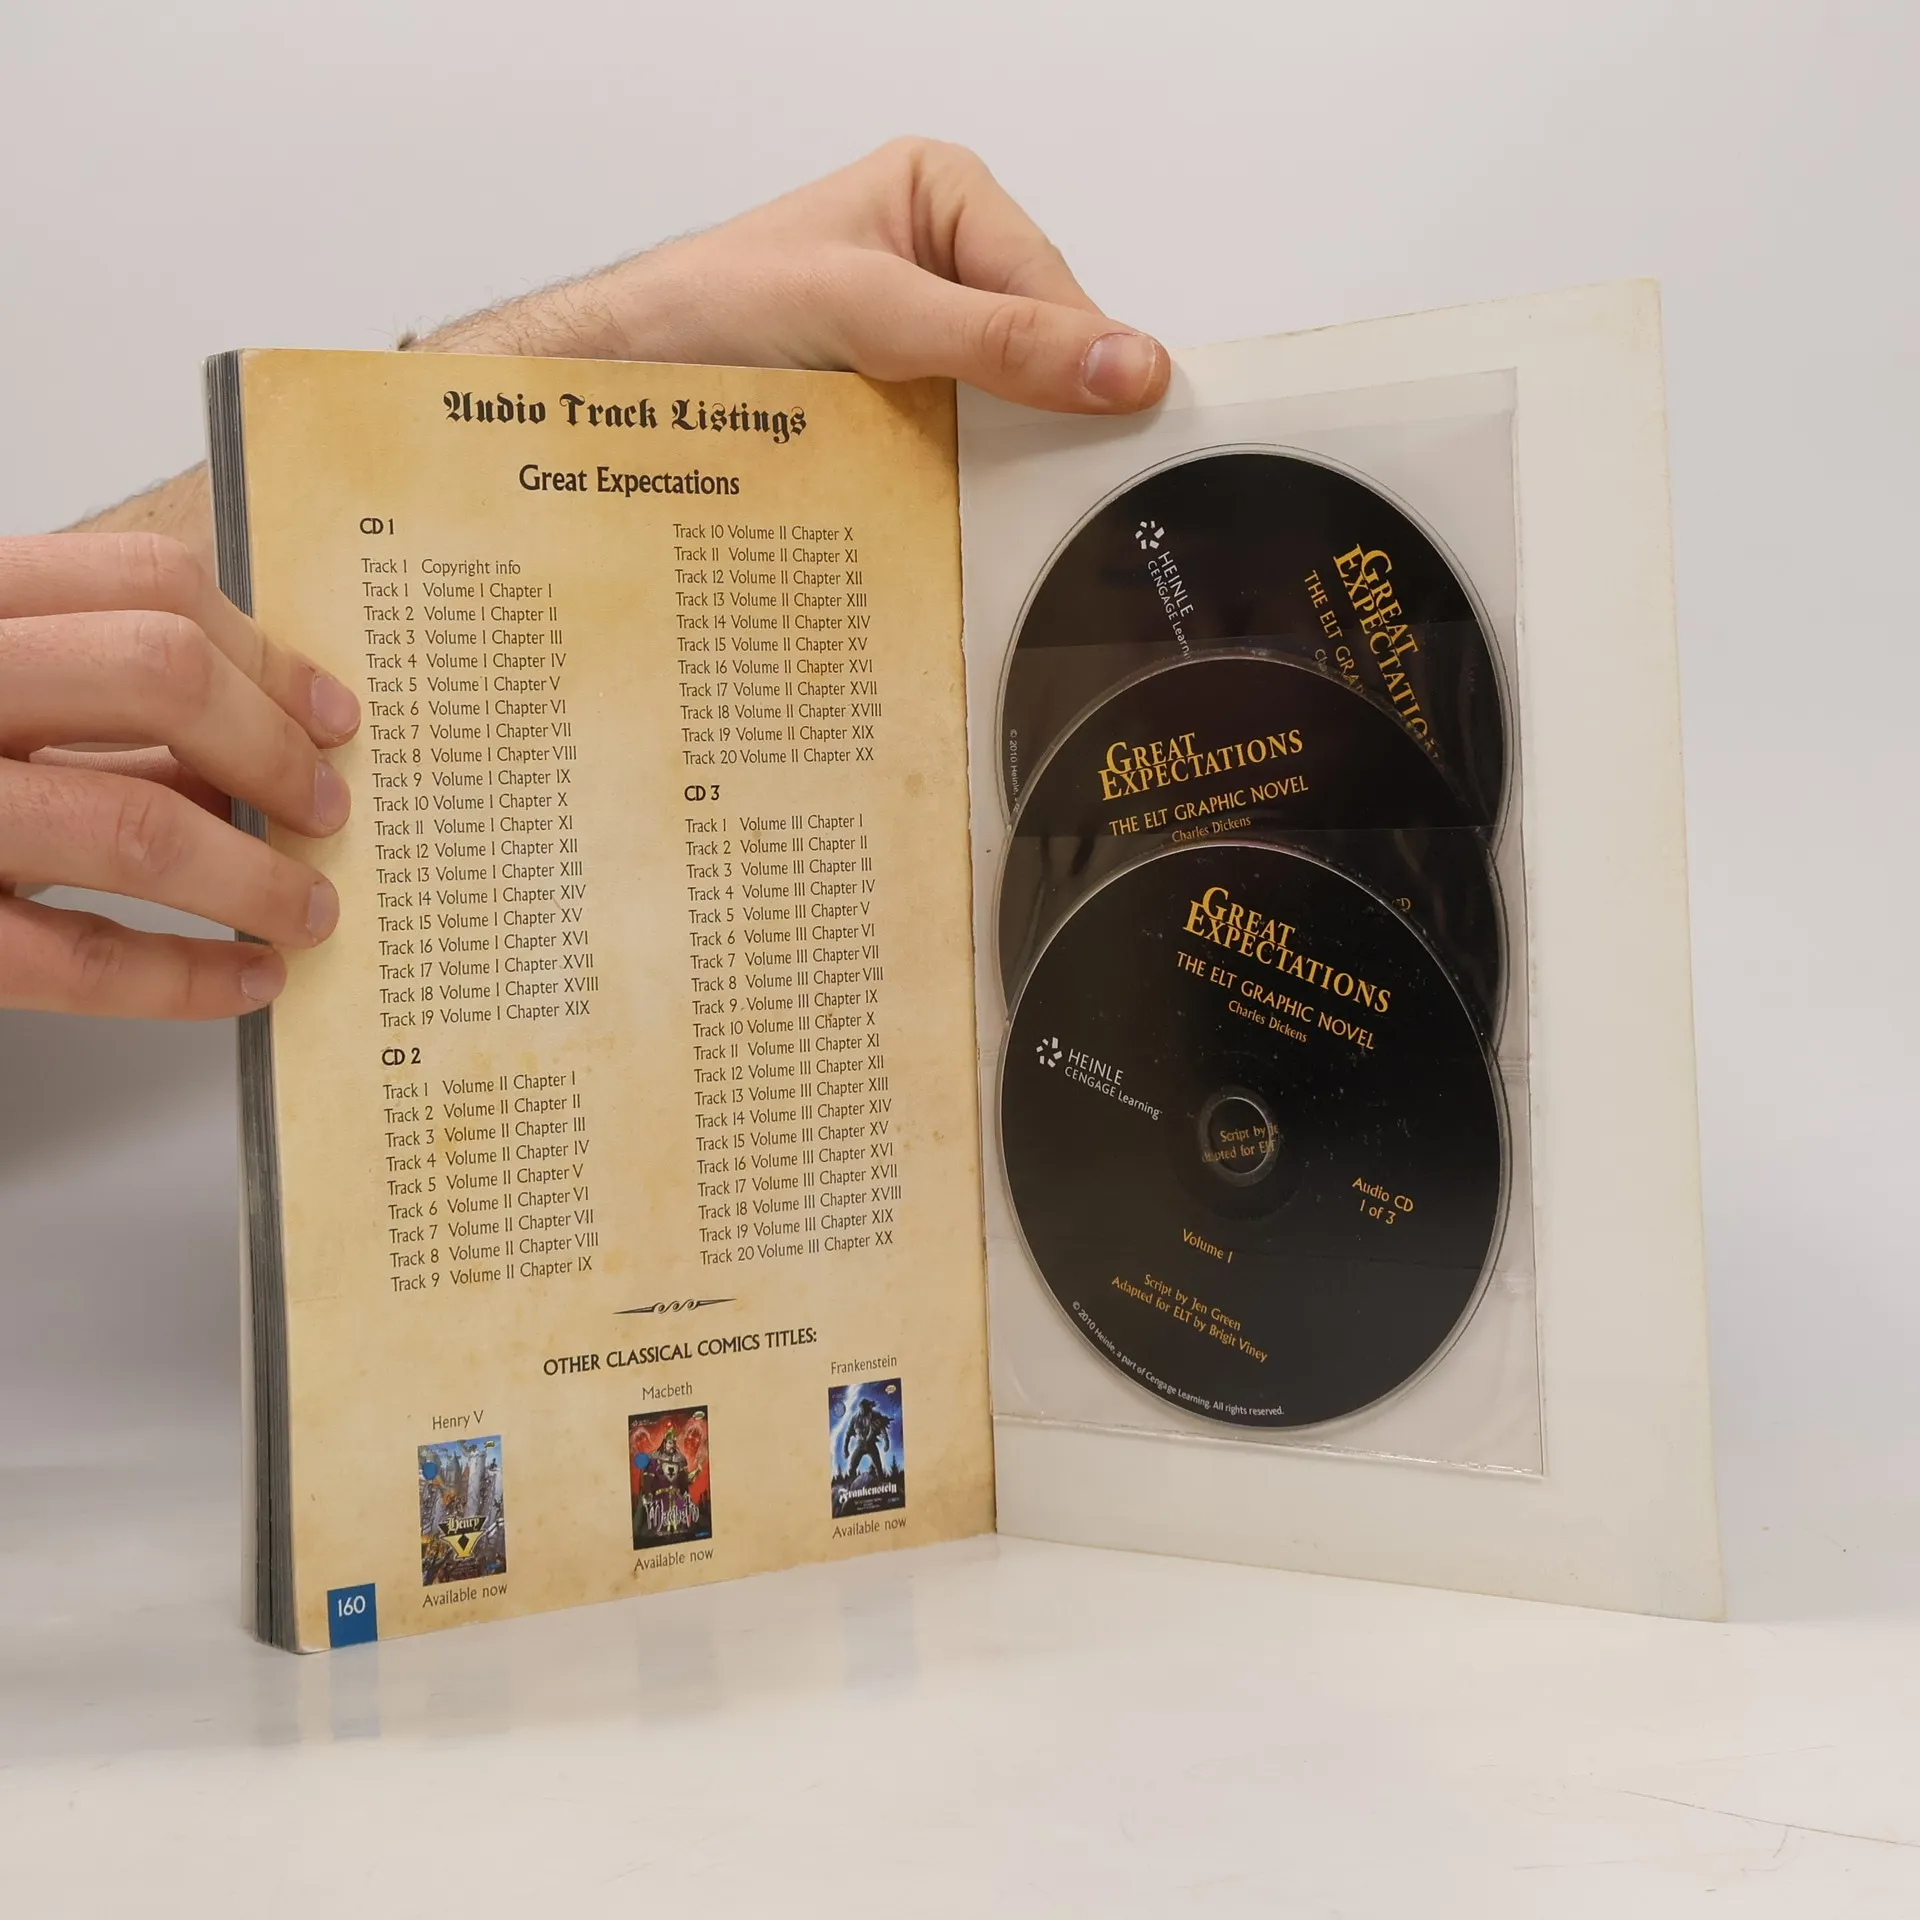 Audio Track Listings
Great Expectations
CD 1
Track 1 Copyright info
Track 1 Volume I Chapter I
Track 2 Volume I Chapter II
Track 3 Volume I Chapter III
Track 4 Volume I Chapter IV
Track 5 Volume I Chapter V
Track 6 Volume I Chapter VI
Track 7 Volume I Chapter VII
Track 8 Volume I Chapter VIII
Track 9 Volume I Chapter IX
Track 10 Volume I Chapter X
Track 11 Volume I Chapter XI
Track 12 Volume I Chapter XII
Track 13 Volume I Chapter XIII
Track 14 Volume I Chapter XIV
Track 15 Volume I Chapter XV
Track 16 Volume I Chapter XVI
Track 17 Volume I Chapter XVII
Track 18 Volume I Chapter XVIII
Track 19 Volume I Chapter XIX
CD 2
Track 1 Volume II Chapter I
Track 2 Volume II Chapter II
Track 3 Volume II Chapter III
Track 4 Volume II Chapter IV
Track 5 Volume II Chapter V
Track 6 Volume II Chapter VI
Track 7 Volume II Chapter VII
Track 8 Volume II Chapter VIII
Track 9 Volume II Chapter IX
Track 10 Volume II Chapter X
Track 11 Volume II Chapter XI
Track 12 Volume II Chapter XII
Track 13 Volume II Chapter XIII
Track 14 Volume II Chapter XIV
Track 15 Volume II Chapter XV
Track 16 Volume II Chapter XVI
Track 17 Volume II Chapter XVII
Track 18 Volume II Chapter XVIII
Track 19 Volume II Chapter XIX
Track 20 Volume II Chapter XX
CD 3
Track 1 Volume III Chapter I
Track 2 Volume III Chapter II
Track 3 Volume III Chapter III
Track 4 Volume III Chapter IV
Track 5 Volume III Chapter V
Track 6 Volume III Chapter VI
Track 7 Volume III Chapter VII
Track 8 Volume III Chapter VIII
Track 9 Volume III Chapter IX
Track 10 Volume III Chapter X
Track 11 Volume III Chapter XI
Track 12 Volume III Chapter XII
Track 13 Volume III Chapter XIII
Track 14 Volume III Chapter XIV
Track 15 Volume III Chapter XV
Track 16 Volume III Chapter XVI
Track 17 Volume III Chapter XVII
Track 18 Volume III Chapter XVIII
Track 19 Volume III Chapter XIX
Track 20 Volume III Chapter XX
OTHER CLASSICAL COMICS TITLES:
Henry V
Henry
V
Available now
Macbeth
Macbeth
Available now
Frankenstein
Frankenstein
Available now
160
HEINLE
CENGAGE Learn
GREAT
EXPECTATION
THE ELT GRA
© 2010 Heinle,
GREAT
EXPECTATIONS
THE ELT GRAPHIC NOVEL
Charles Dickens
CD
GREAT
EXPECTATIONS
THE ELT GRAPHIC NOVEL
Charles Dickens
HEINLE
CENGAGE Learning
Script by Je
pted for ELT
Audio CD
1 of 3
Volume 1
Script by Jen Green
Adapted for ELT by Brigit Viney
© 2010 Heinle, a part of Cengage Learning. All rights reserved.